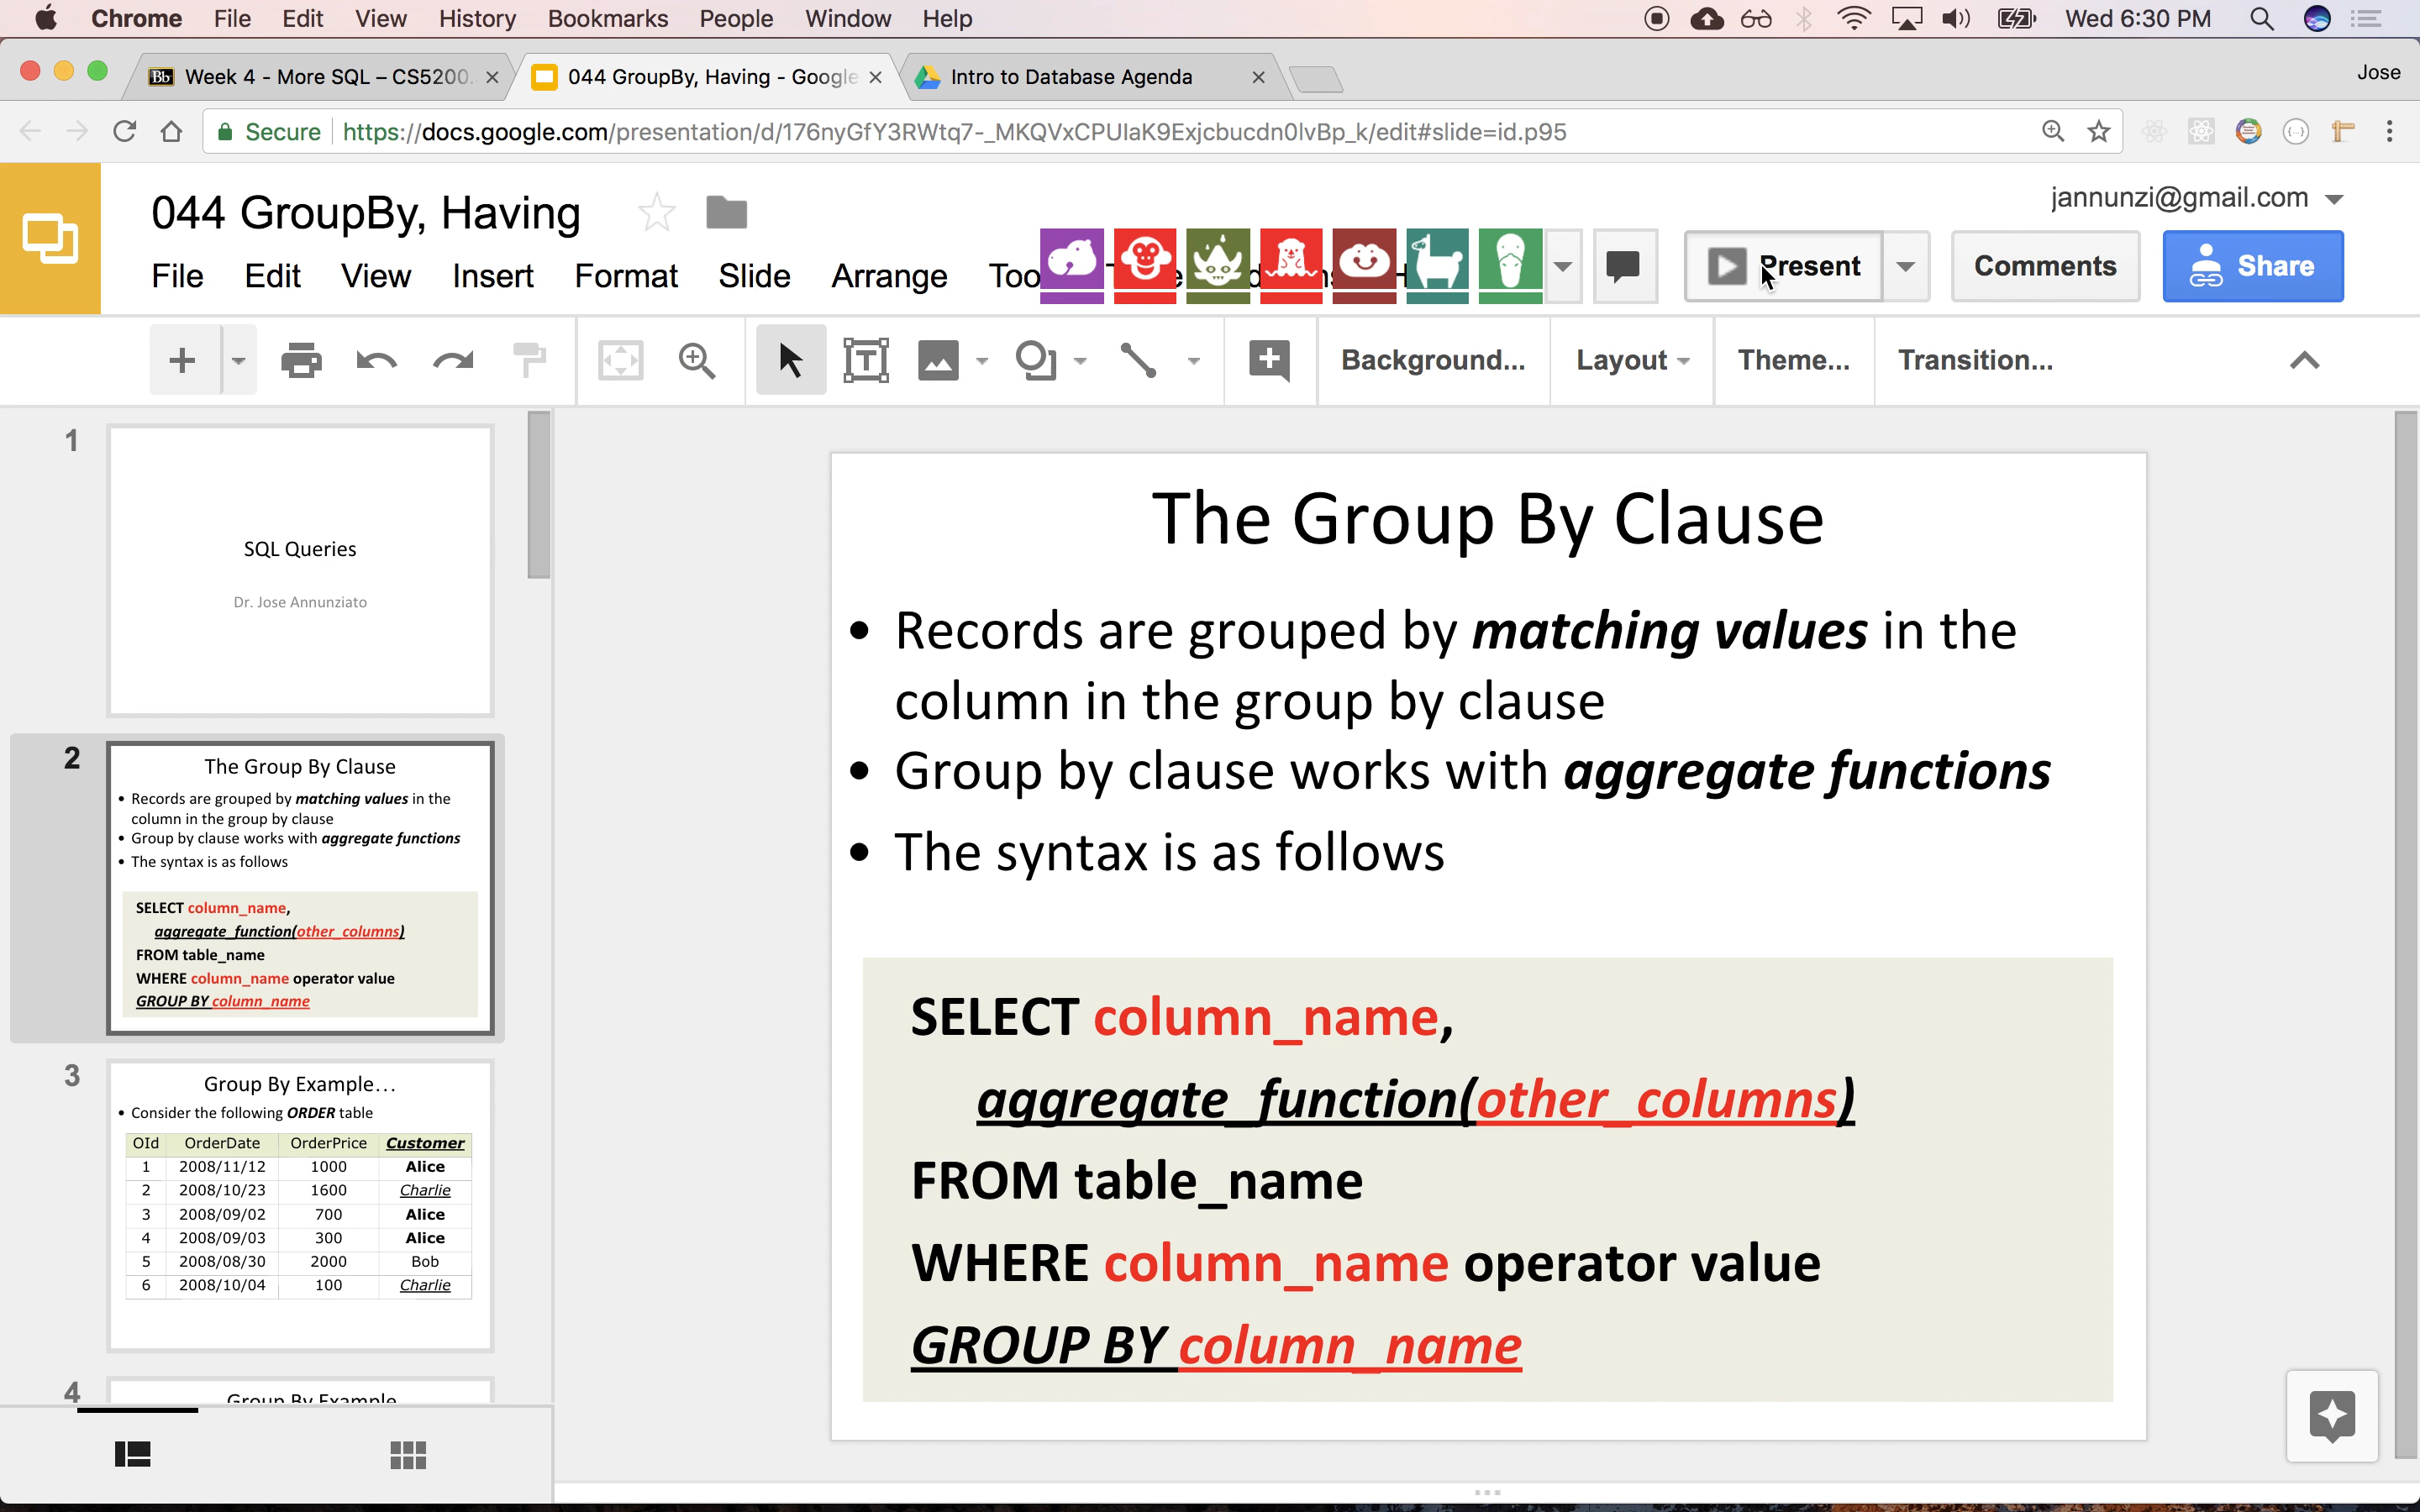 Chrome File Edit View History Bookmarks People Window Help Wed 6:30 PM
Bb Week 4 - More SQL – CS5200. 044 GroupBy, Having - Google Intro to Database Agenda Jose
Secure https://docs.google.com/presentation/d/176nyGfY3RWtq7-_MKQVxCPUIaK9Exjcbucdn0lvBp_k/edit#slide=id.p95
044 GroupBy, Having
jannunzi@gmail.com
File Edit View Insert Format Slide Arrange Too
Present Comments Share
Background... Layout Theme... Transition...
1
SQL Queries
Dr. Jose Annunziato
2
The Group By Clause
• Records are grouped by matching values in the
column in the group by clause
• Group by clause works with aggregate functions
• The syntax is as follows
SELECT column_name,
aggregate_function(other_columns)
FROM table_name
WHERE column_name operator value
GROUP BY column_name
3
Group By Example...
• Consider the following ORDER table
OId OrderDate OrderPrice Customer
1 2008/11/12 1000 Alice
2 2008/10/23 1600 Charlie
3 2008/09/02 700 Alice
4 2008/09/03 300 Alice
5 2008/08/30 2000 Bob
6 2008/10/04 100 Charlie
4
Group By Example
The Group By Clause
• Records are grouped by matching values in the
column in the group by clause
• Group by clause works with aggregate functions
• The syntax is as follows
SELECT column_name,
aggregate_function(other_columns)
FROM table_name
WHERE column_name operator value
GROUP BY column_name